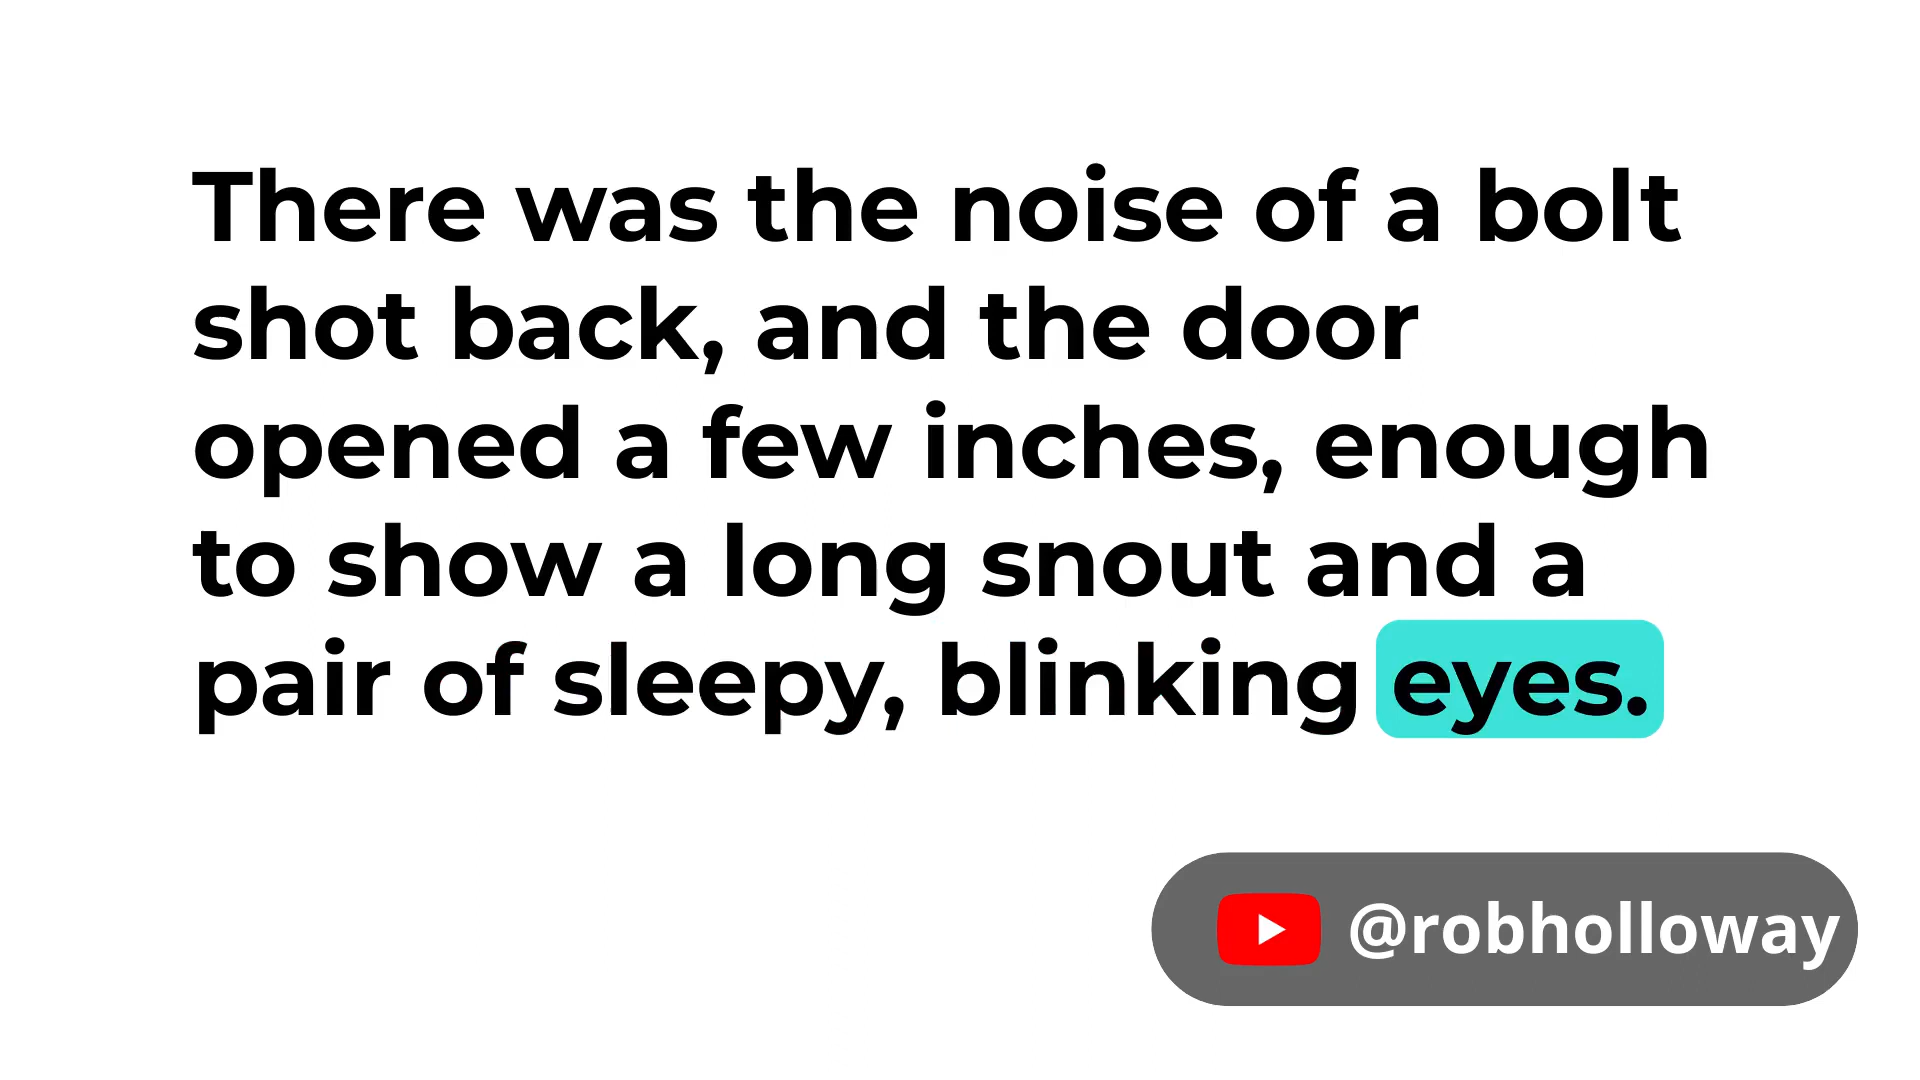 There was the noise of a bolt
shot back, and the door
opened a few inches, enough
to show a long snout and a
pair of sleepy, blinking eyes.
@robholloway